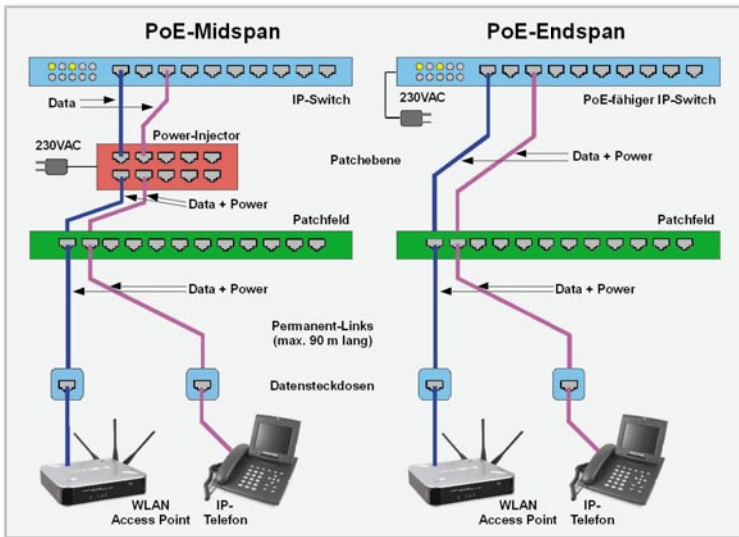 PoE-Midspan
PoE-Endspan
Data
IP-Switch
230VAC
PoE-fähiger IP-Switch
230VAC
Power-Injector
Patchebene
Data + Power
Data + Power
Patchfeld
Patchfeld
Data + Power
Data + Power
Permanent-Links
(max. 90 m lang)
Datensteckdosen
WLAN
Access Point
IP-
Telefon
WLAN
Access Point
IP-
Telefon